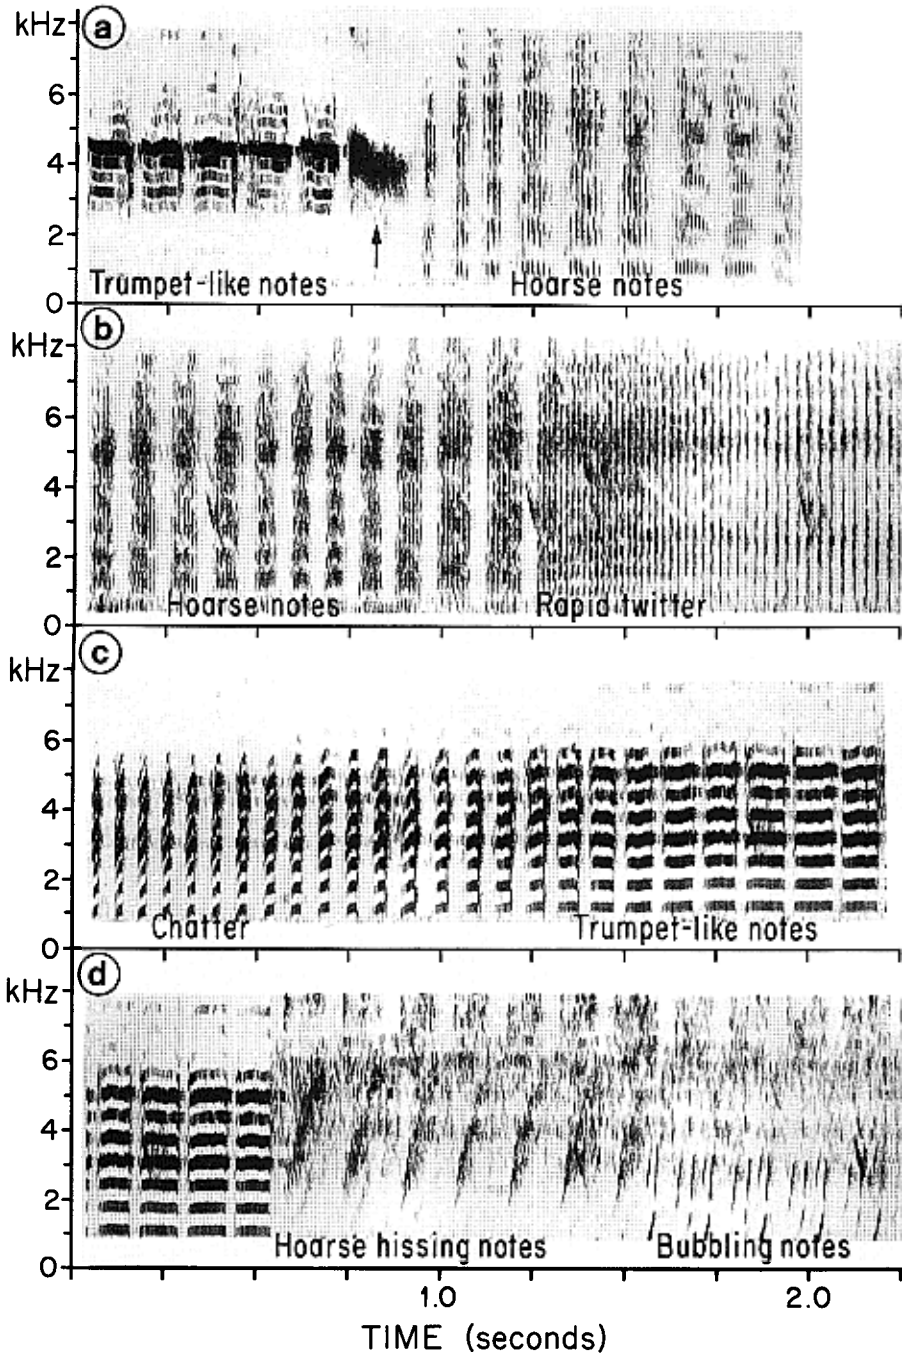 kHz
a
6
4
2
0
Trumpet-like notes
Hoarse notes
kHz
b
6
4
2
0
Hoarse notes
Rapid twitter
kHz
c
6
4
2
0
Chatter
Trumpet-like notes
kHz
d
6
4
2
0
Hoarse hissing notes
Bubbling notes
1.0
2.0
TIME (seconds)